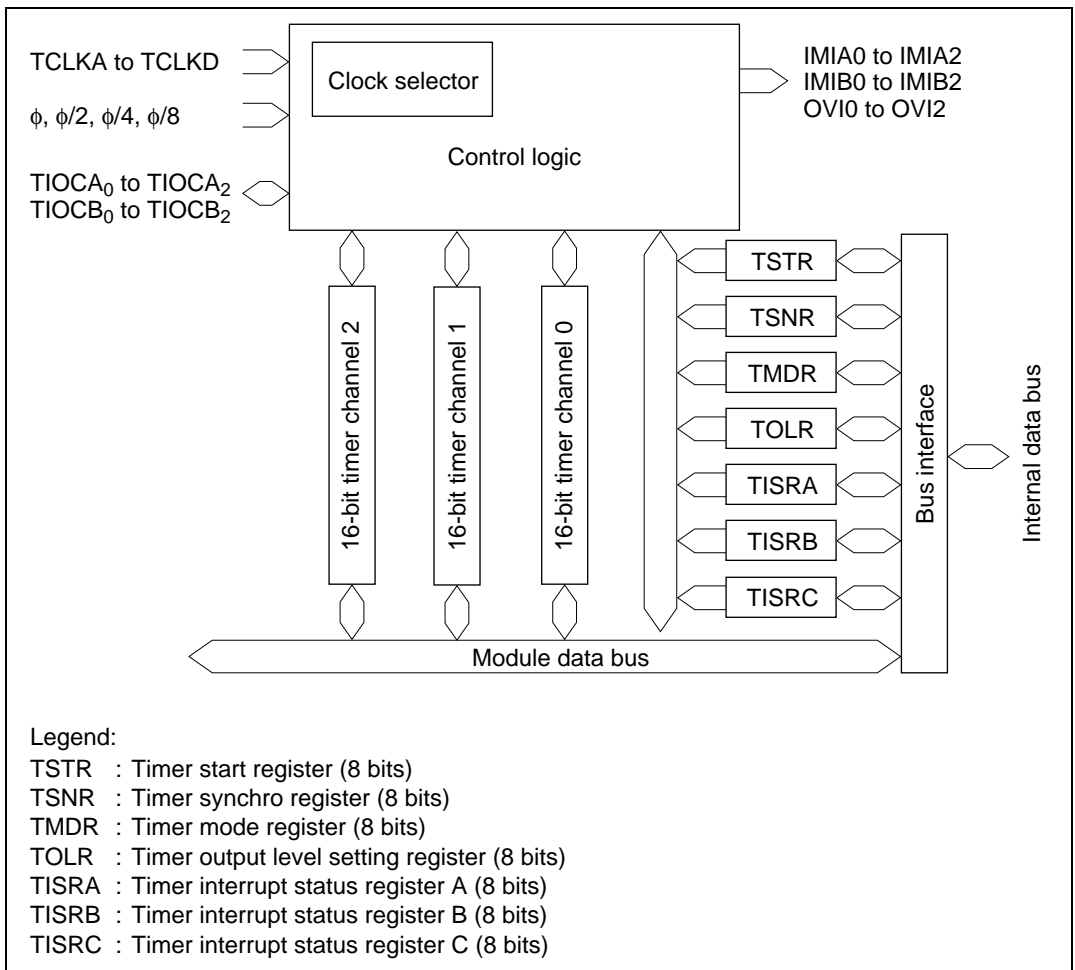 TCLKA to TCLKD
ϕ, ϕ/2, ϕ/4, ϕ/8
TIOCA0 to TIOCA2
TIOCB0 to TIOCB2
Clock selector
Control logic
IMIA0 to IMIA2
IMIB0 to IMIB2
OVI0 to OVI2
16-bit timer channel 2
16-bit timer channel 1
16-bit timer channel 0
TSTR
TSNR
TMDR
TOLR
TISRA
TISRB
TISRC
Bus interface
Internal data bus
Module data bus
Legend:
TSTR : Timer start register (8 bits)
TSNR : Timer synchro register (8 bits)
TMDR : Timer mode register (8 bits)
TOLR : Timer output level setting register (8 bits)
TISRA : Timer interrupt status register A (8 bits)
TISRB : Timer interrupt status register B (8 bits)
TISRC : Timer interrupt status register C (8 bits)